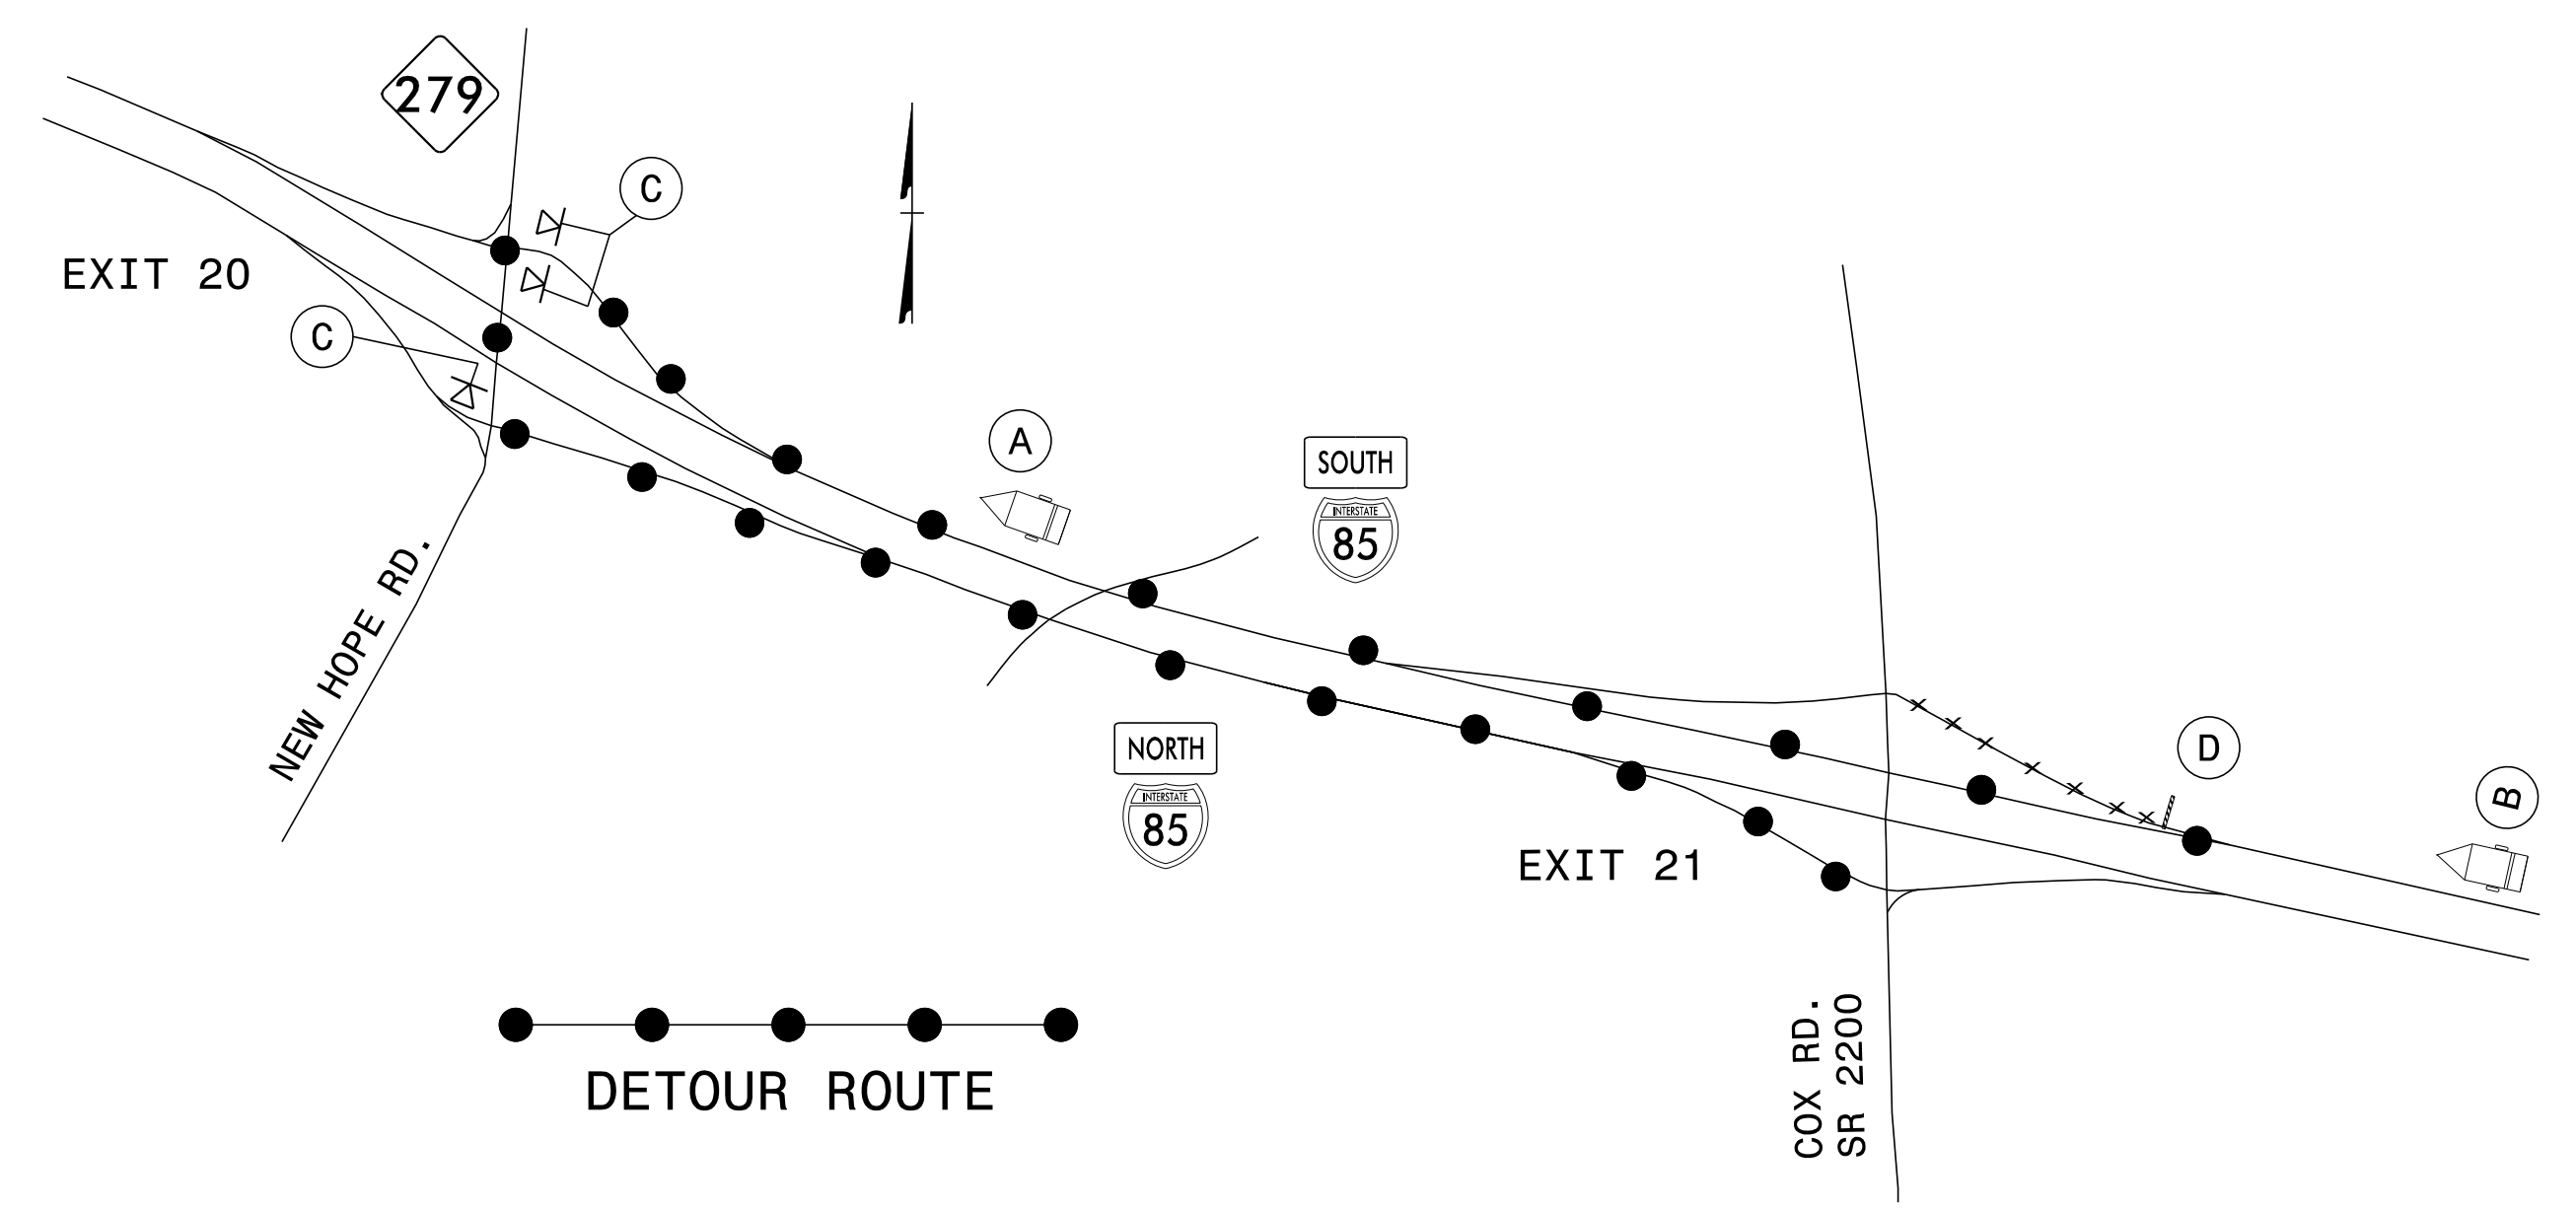 279
C
EXIT 20
C
A
SOUTH
INTERSTATE
85
NEW HOPE RD.
NORTH
INTERSTATE
85
D
B
EXIT 21
COX RD.
SR 2200
DETOUR ROUTE